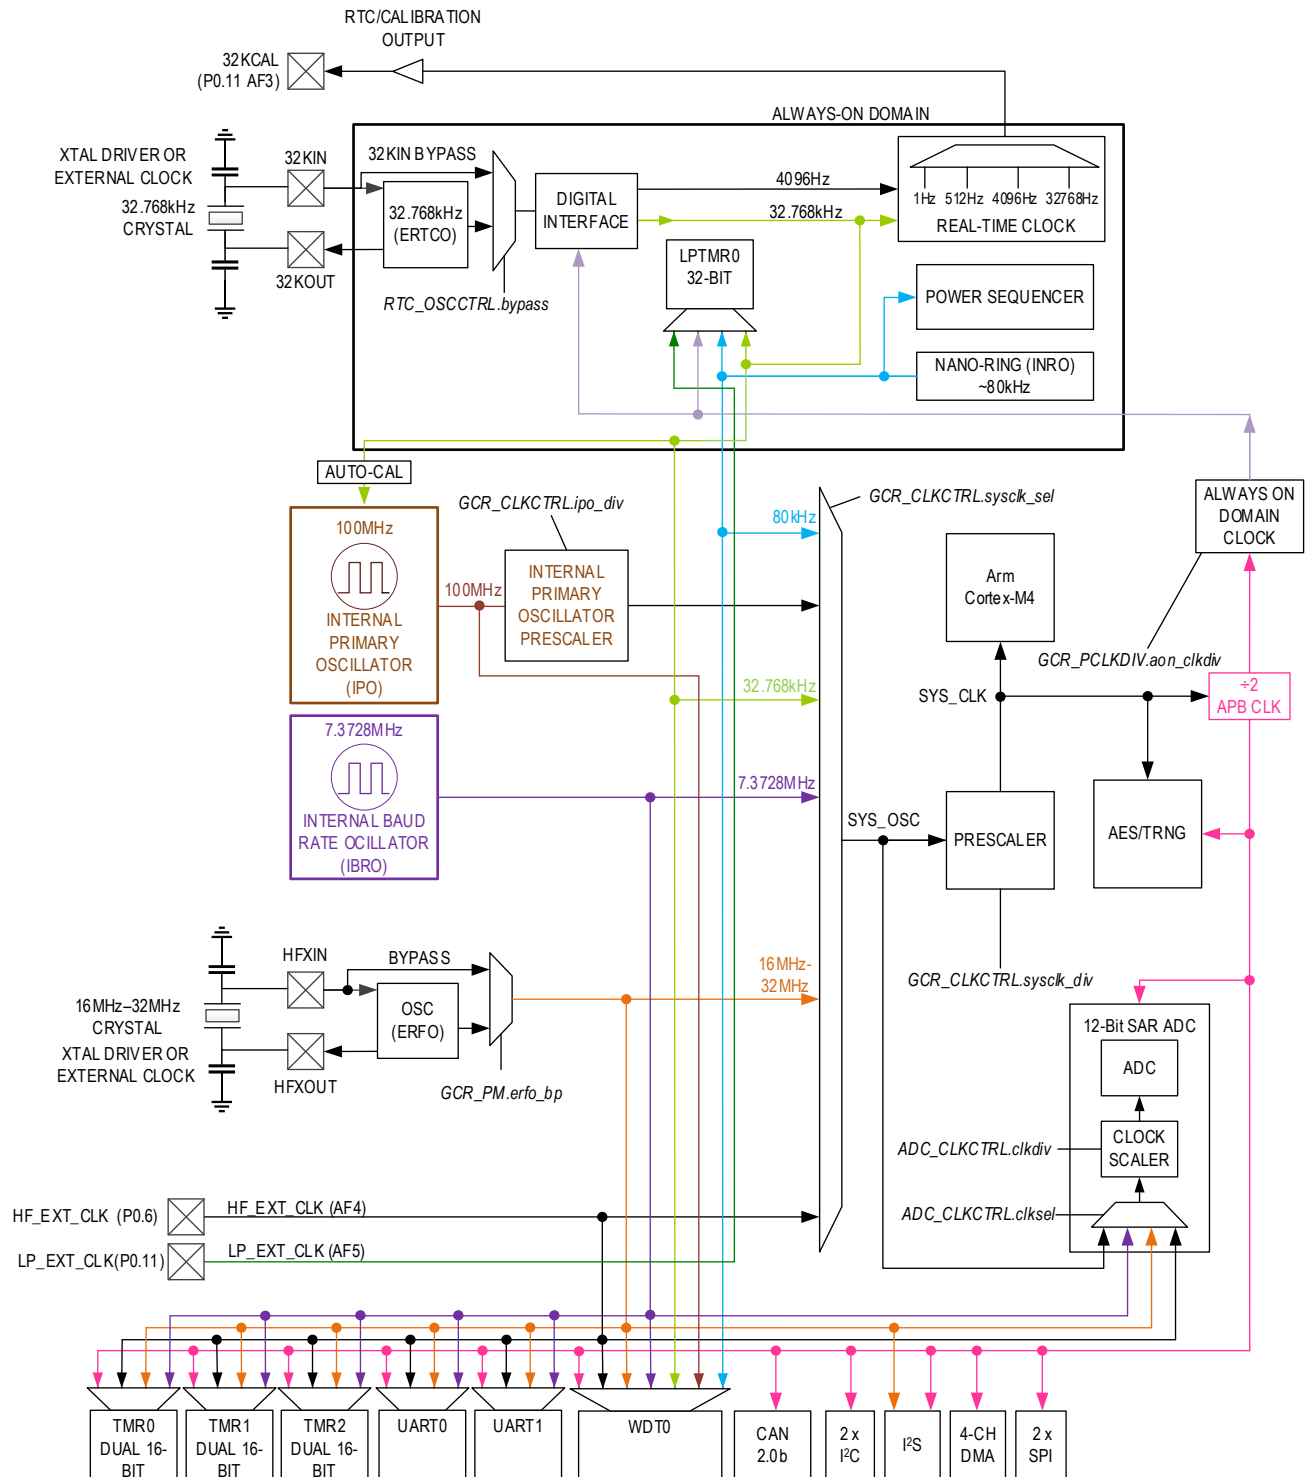 RTC/CALIBRATION
OUTPUT
32KCAL
(P0.11 AF3)
ALWAYS-ON DOMAIN
XTAL DRIVER OR
EXTERNAL CLOCK
32.768kHz
CRYSTAL
32KIN
32KOUT
32KIN BYPASS
32.768kHz
(ERTCO)
RTC_OSCCTRL.bypass
DIGITAL
INTERFACE
4096Hz
32.768kHz
1Hz
512Hz
4096Hz
32768Hz
REAL-TIME CLOCK
LPTMR0
32-BIT
POWER SEQUENCER
NANO-RING (INRO)
~80kHz
AUTO-CAL
GCR_CLKCTRL.ipo_div
GCR_CLKCTRL.sysclk_sel
ALWAYS ON
DOMAIN
CLOCK
100MHz
INTERNAL
PRIMARY
OSCILLATOR
(IPO)
100MHz
INTERNAL
PRIMARY
OSCILLATOR
PRESCALER
80kHz
Arm
Cortex-M4
GCR_PCLKDIV.aon_clkdiv
32.768kHz
SYS_CLK
÷2
APB CLK
7.3728MHz
INTERNAL BAUD
RATE OCILLATOR
(IBRO)
7.3728MHz
SYS_OSC
PRESCALER
AES/TRNG
GCR_CLKCTRL.sysclk_div
HFXIN
BYPASS
16MHz–32MHz
CRYSTAL
XTAL DRIVER OR
EXTERNAL CLOCK
OSC
(ERFO)
HFXOUT
GCR_PM.erfo_bp
16MHz-
32MHz
12-Bit SAR ADC
ADC
CLOCK
SCALER
ADC_CLKCTRL.clkdiv
ADC_CLKCTRL.clksel
HF_EXT_CLK (P0.6)
HF_EXT_CLK (AF4)
LP_EXT_CLK(P0.11)
LP_EXT_CLK (AF5)
TMR0
DUAL 16-
BIT
TMR1
DUAL 16-
BIT
TMR2
DUAL 16-
BIT
UART0
UART1
WDT0
CAN
2.0b
2 x
I²C
I²S
4-CH
DMA
2 x
SPI